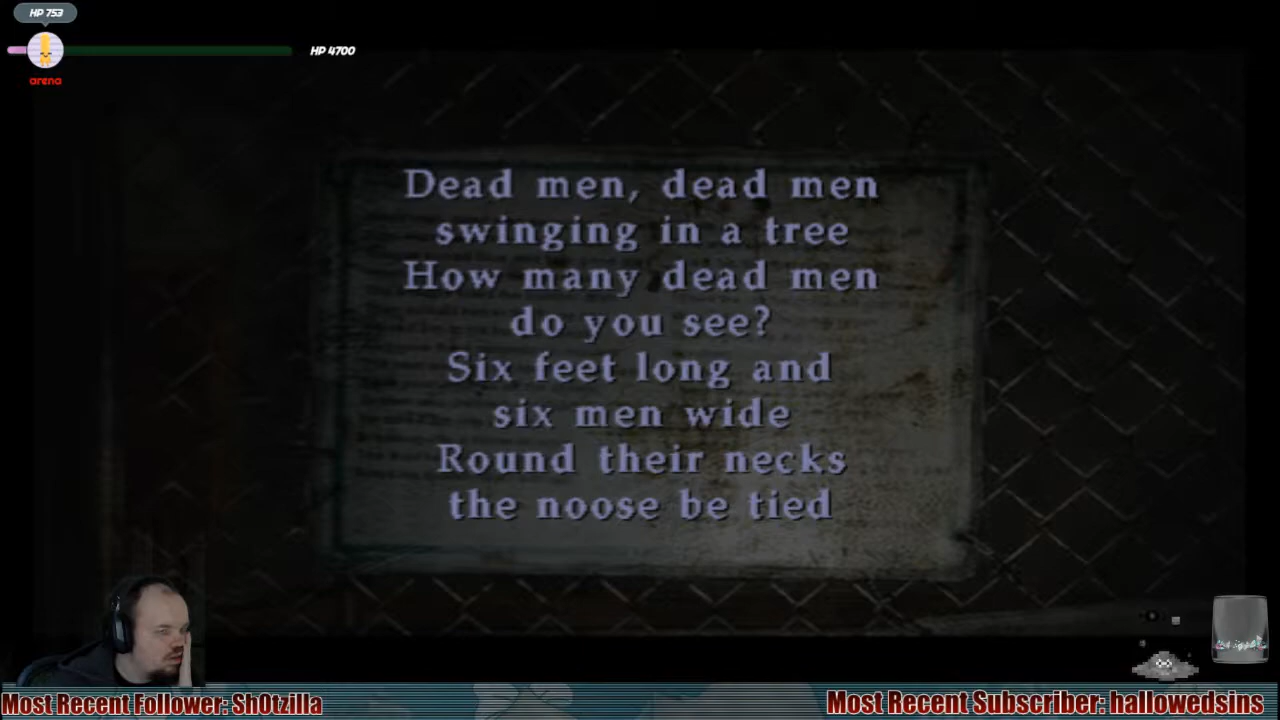 HP 753
HP 4700
arena
Dead men, dead men
swinging in a tree
How many dead men
do you see?
Six feet long and
six men wide
Round their necks
the noose be tied
Most Recent Follower: Sh0tzilla
Most Recent Subscriber: hallowedsins